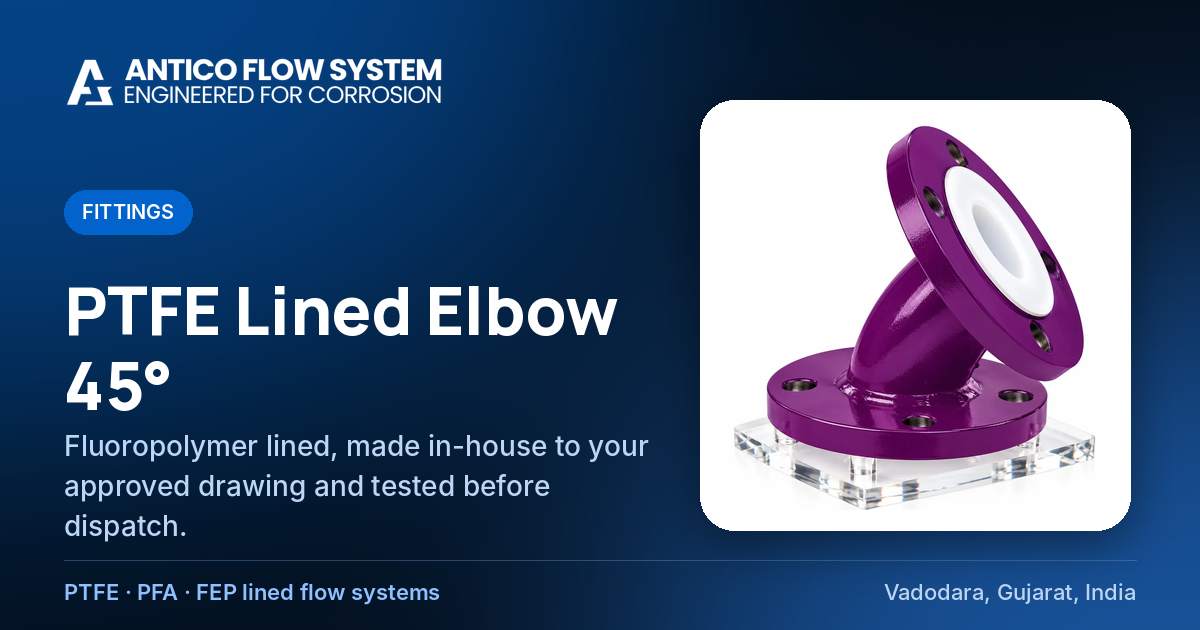 ANTICO FLOW SYSTEM
ENGINEERED FOR CORROSION
FITTINGS
PTFE Lined Elbow
45°
Fluoropolymer lined, made in-house to your
approved drawing and tested before
dispatch.
PTFE · PFA · FEP lined flow systems
Vadodara, Gujarat, India